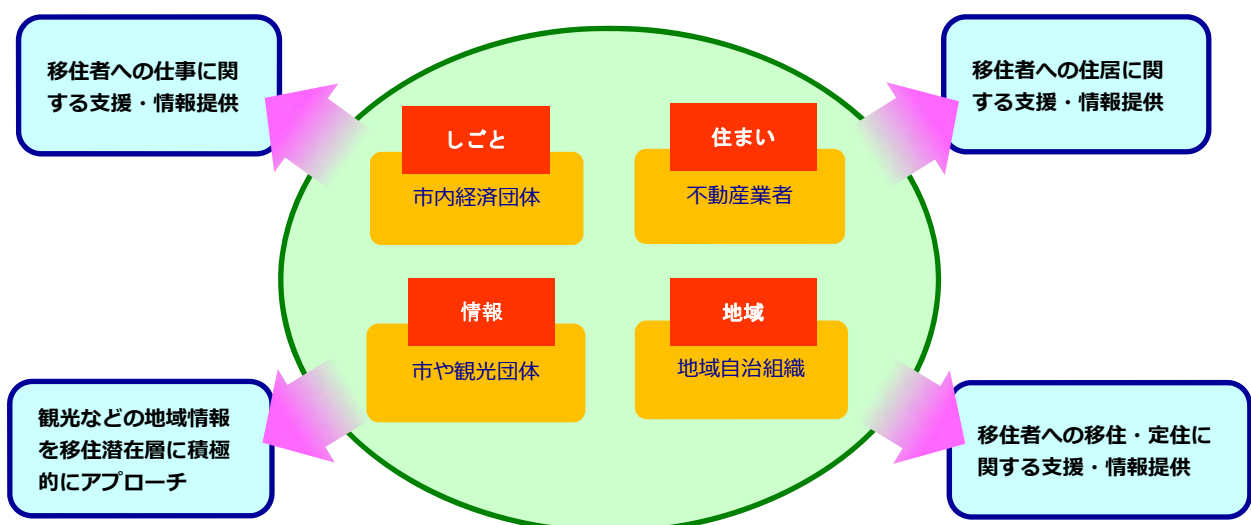 移住者への仕事に関
する支援・情報提供
移住者への住居に関
する支援・情報提供
しごと
市内経済団体
住まい
不動産業者
情報
市や観光団体
地域
地域自治組織
観光などの地域情報
を移住潜在層に積極
的にアプローチ
移住者への移住・定住に
関する支援・情報提供